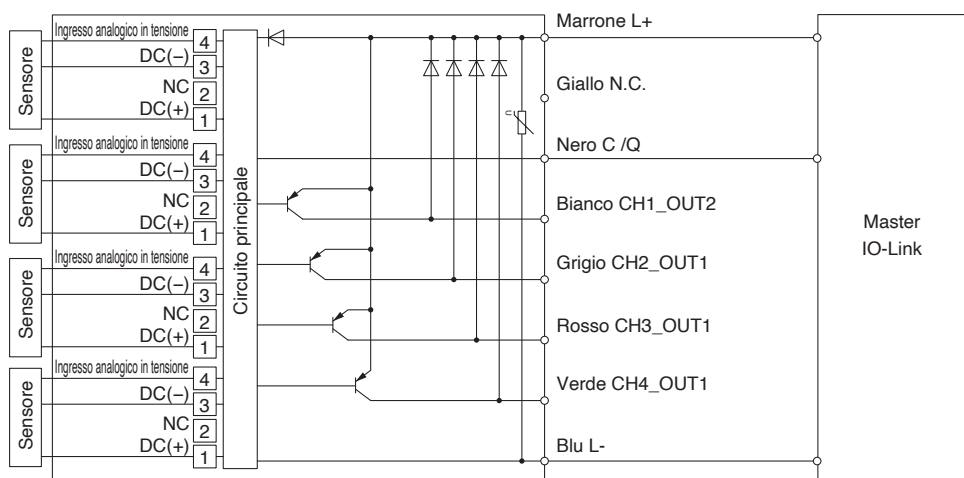 Sensore
Ingresso analogico in tensione 4
DC(−) 3
NC 2
DC(+) 1
Sensore
Ingresso analogico in tensione 4
DC(−) 3
NC 2
DC(+) 1
Sensore
Ingresso analogico in tensione 4
DC(−) 3
NC 2
DC(+) 1
Sensore
Ingresso analogico in tensione 4
DC(−) 3
NC 2
DC(+) 1
Circuito principale
Marrone L+
Giallo N.C.
Nero C /Q
Bianco CH1_OUT2
Grigio CH2_OUT1
Rosso CH3_OUT1
Verde CH4_OUT1
Blu L-
Master
IO-Link